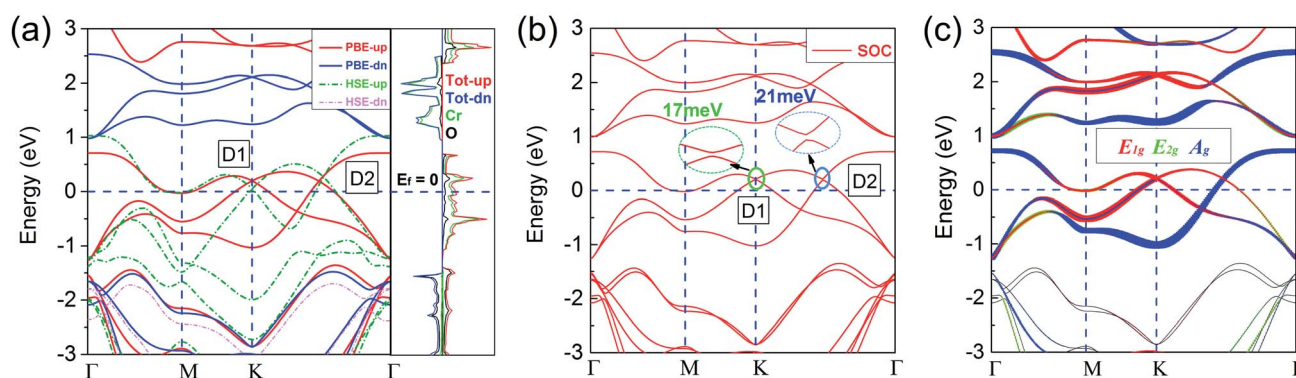 (a)
Energy (eV)
3
2
1
0
-1
-2
-3
Γ
M
K
Γ
PBE-up
PBE-dn
HSE-up
HSE-dn
D1
D2
Ef = 0
Tot-up
Tot-dn
Cr
O
(b)
Energy (eV)
3
2
1
0
-1
-2
-3
Γ
M
K
Γ
SOC
17meV
21meV
D1
D2
(c)
Energy (eV)
3
2
1
0
-1
-2
-3
Γ
M
K
E1g E2g Ag